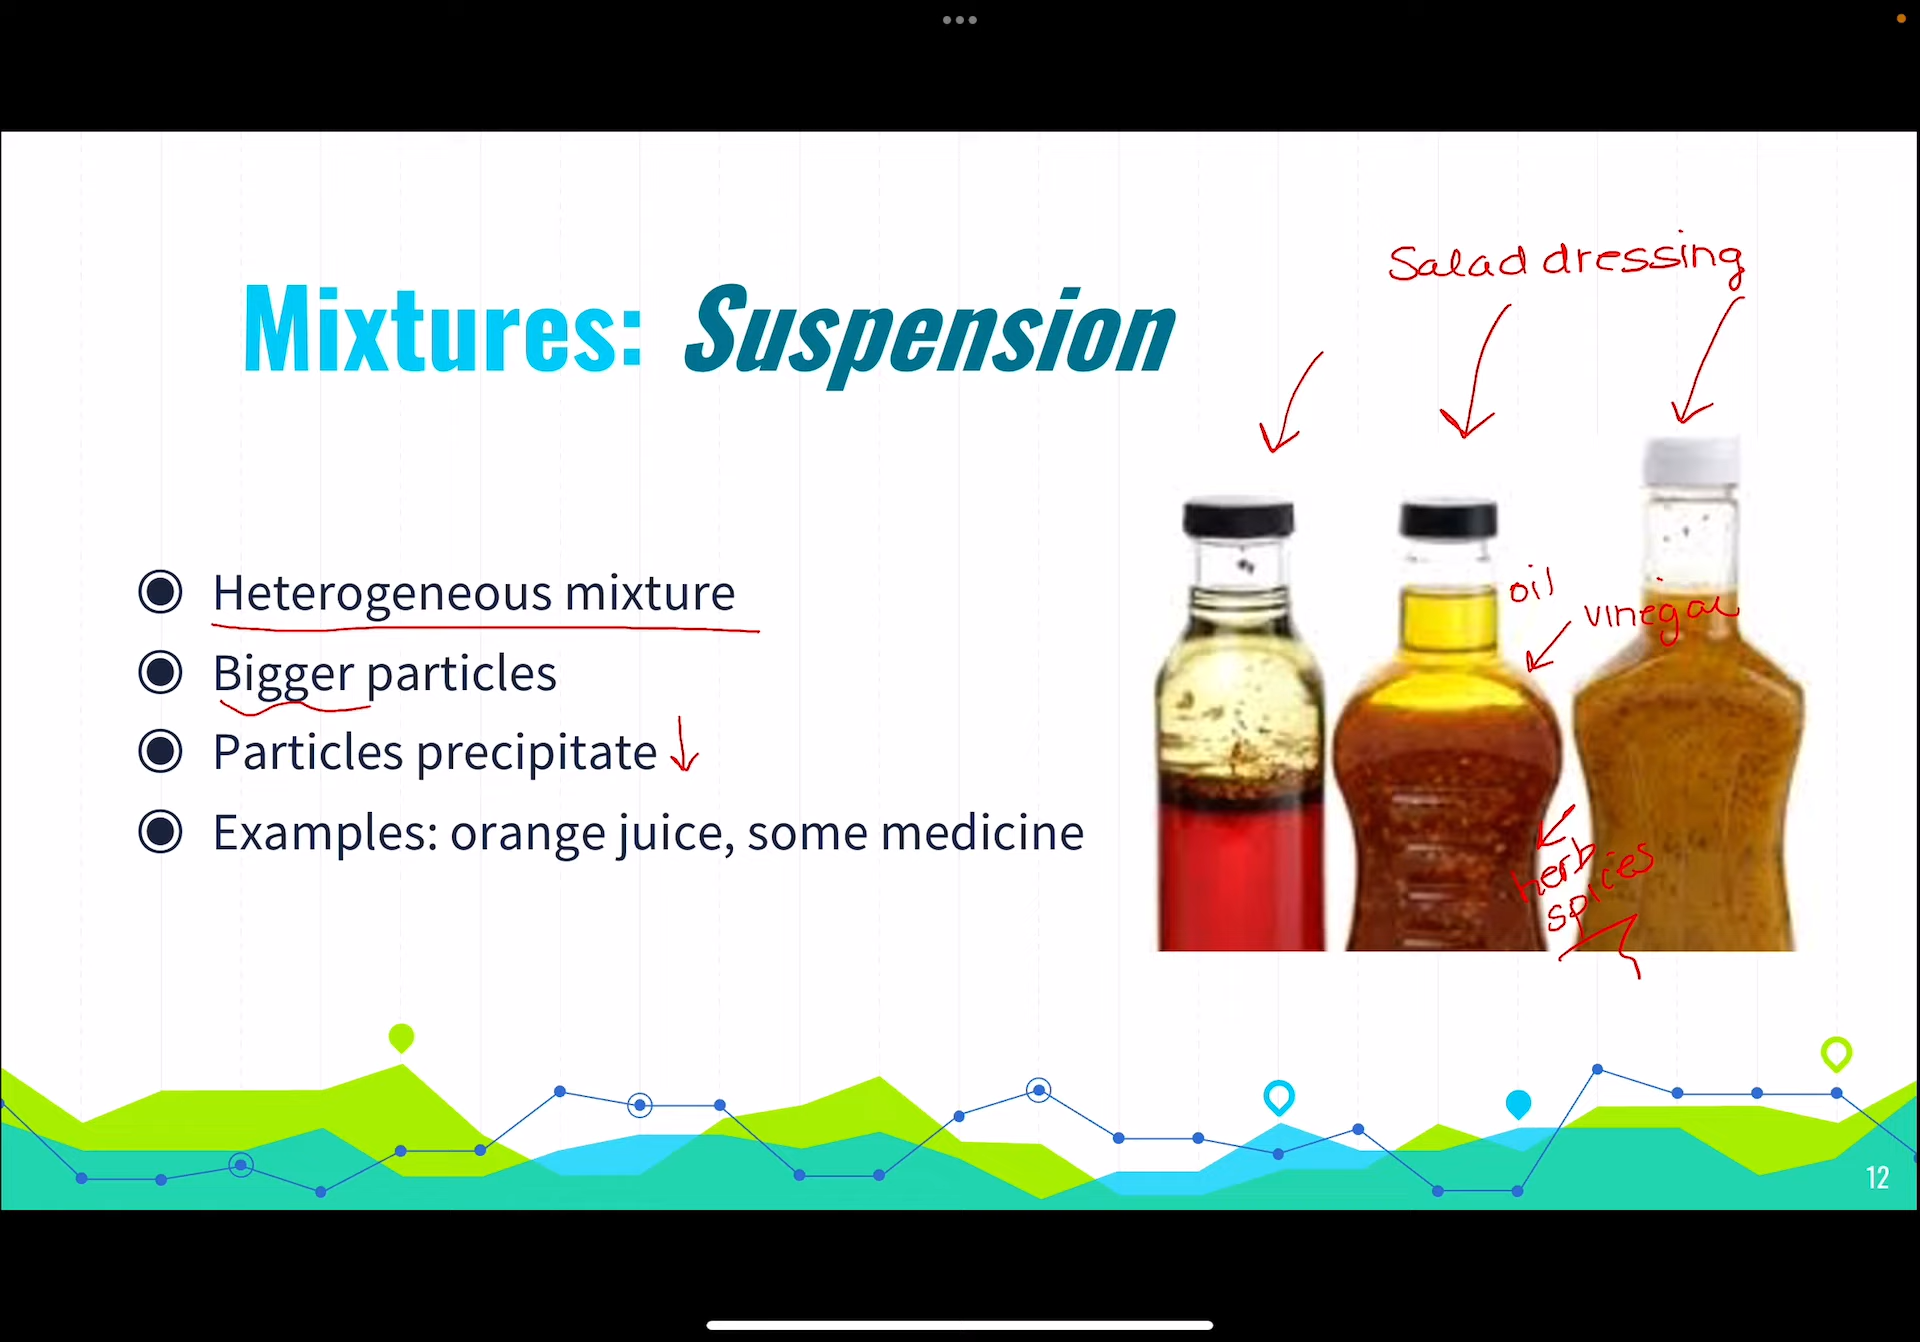 Salad dressing
Mixtures: Suspension
Heterogeneous mixture
Bigger particles
Particles precipitate ↓
Examples: orange juice, some medicine
oil
vinegar
herb
spices
12